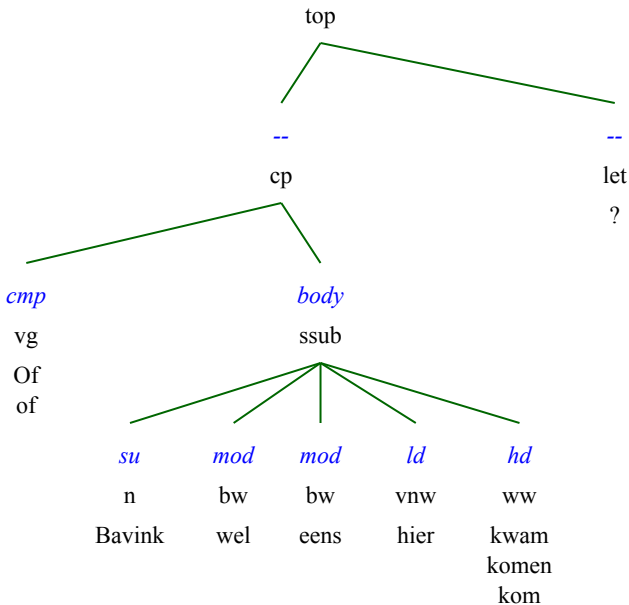 top
-- --
cp let
?
cmp body
vg ssub
Of
of
su mod mod ld hd
n bw bw vnw ww
Bavink wel eens hier kwam
komen
kom